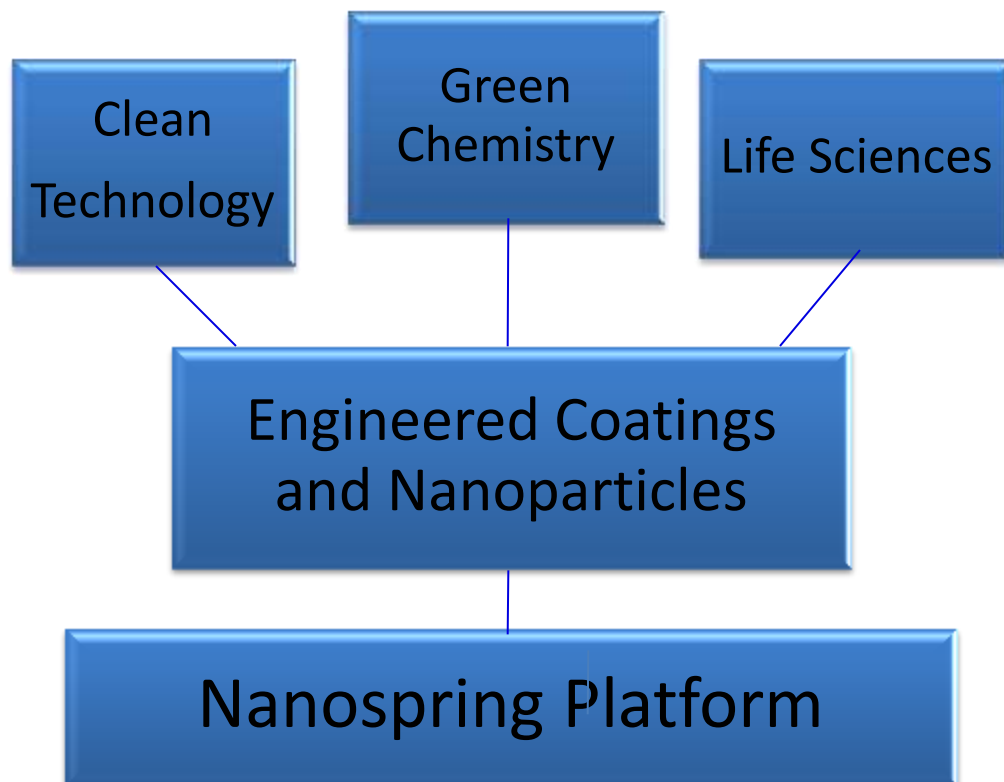 Clean
Technology
Green
Chemistry
Life Sciences
Engineered Coatings
and Nanoparticles
Nanospring Platform